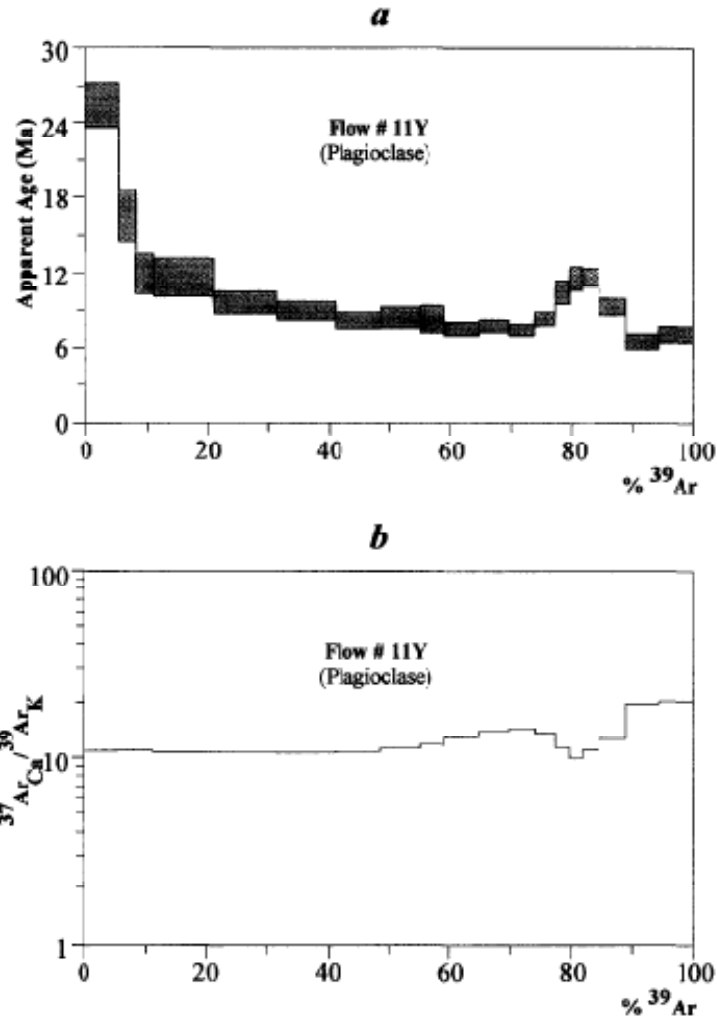 a
30
24
18
12
6
0
Apparent Age (Ma)
Flow # 11Y
(Plagioclase)
0 20 40 60 80 100
% ³⁹Ar
b
100
10
1
³⁷ArCa/³⁹ArK
Flow # 11Y
(Plagioclase)
0 20 40 60 80 100
% ³⁹Ar